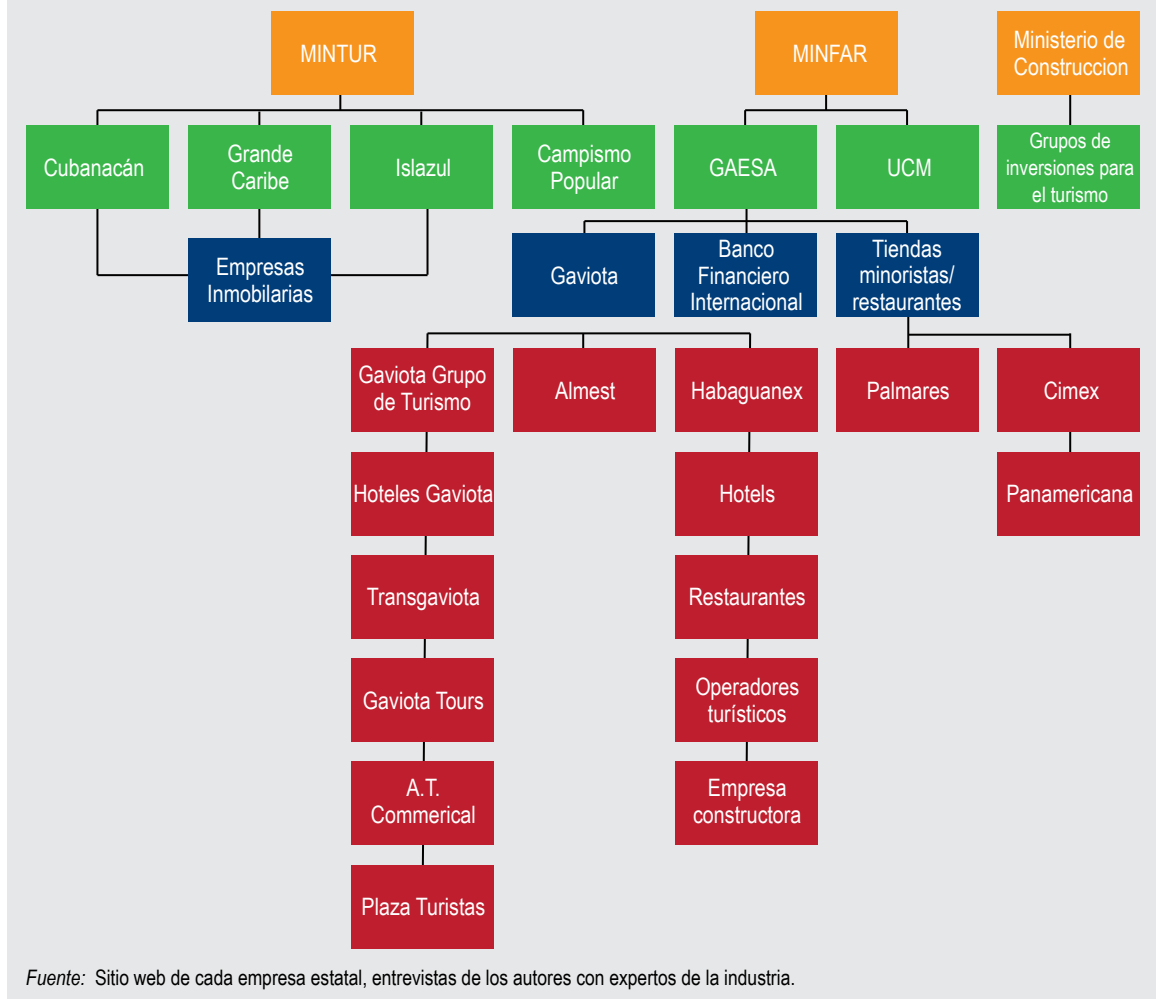 MINTUR
MINFAR
Ministerio de
Construccion
Cubanacán
Grande
Caribe
Islazul
Campismo
Popular
GAESA
UCM
Grupos de
inversiones para
el turismo
Empresas
Inmobilarias
Gaviota
Banco
Financiero
Internacional
Tiendas
minoristas/
restaurantes
Gaviota Grupo
de Turismo
Almest
Habaguanex
Palmares
Cimex
Hoteles Gaviota
Hotels
Panamericana
Transgaviota
Restaurantes
Gaviota Tours
Operadores
turísticos
A.T.
Commerical
Empresa
constructora
Plaza Turistas
Fuente: Sitio web de cada empresa estatal, entrevistas de los autores con expertos de la industria.